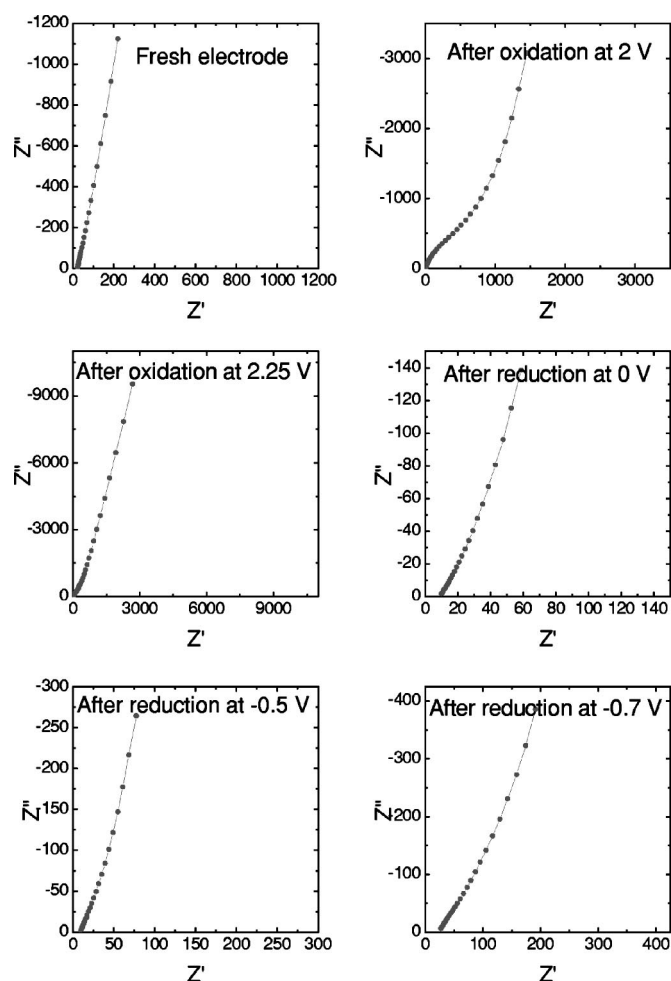 Fresh electrode
-1200
-1000
-800
-600
-400
-200
0
Z"
0 200 400 600 800 1000 1200
Z'
After oxidation at 2 V
-3000
-2000
-1000
0
Z"
0 1000 2000 3000
Z'
After oxidation at 2.25 V
-9000
-6000
-3000
0
Z"
0 3000 6000 9000
Z'
After reduction at 0 V
-140
-120
-100
-80
-60
-40
-20
0
Z"
0 20 40 60 80 100 120 140
Z'
After reduction at -0.5 V
-300
-250
-200
-150
-100
-50
0
Z"
0 50 100 150 200 250 300
Z'
After reduction at -0.7 V
-400
-300
-200
-100
0
Z"
0 100 200 300 400
Z'